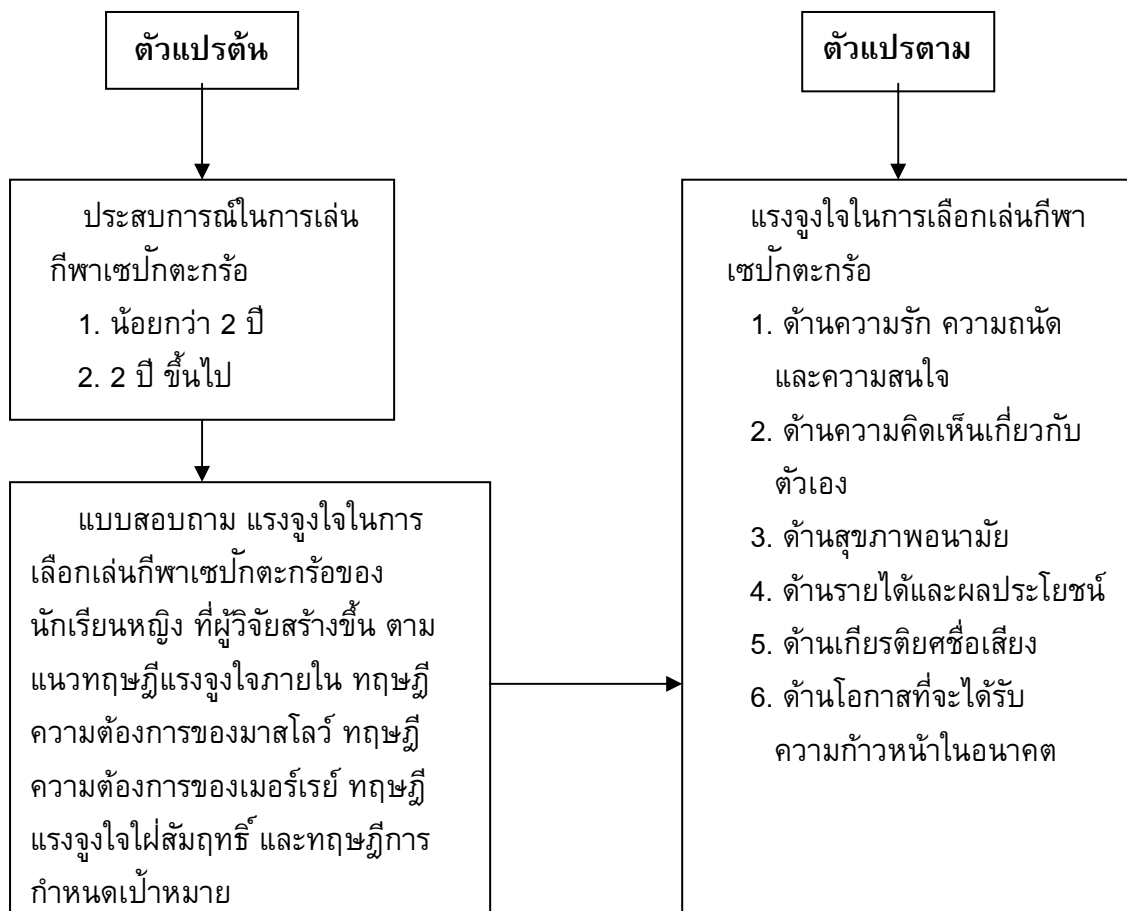 ตัวแปรต้น
ประสบการณ์ในการเล่น
กีฬาเซปักตะกร้อ
1. น้อยกว่า 2 ปี
2. 2 ปี ขึ้นไป
แบบสอบถาม แรงจูงใจในการ
เลือกเล่นกีฬาเซปักตะกร้อของ
นักเรียนหญิง ที่ผู้วิจัยสร้างขึ้น ตาม
แนวทฤษฎีแรงจูงใจภายใน ทฤษฎี
ความต้องการของมาสโลว์ ทฤษฎี
ความต้องการของเมอร์เรย์ ทฤษฎี
แรงจูงใจใฝ่สัมฤทธิ์ และทฤษฎีการ
กำหนดเป้าหมาย
ตัวแปรตาม
แรงจูงใจในการเลือกเล่นกีฬา
เซปักตะกร้อ
1. ด้านความรัก ความถนัด
และความสนใจ
2. ด้านความคิดเห็นเกี่ยวกับ
ตัวเอง
3. ด้านสุขภาพอนามัย
4. ด้านรายได้และผลประโยชน์
5. ด้านเกียรติยศชื่อเสียง
6. ด้านโอกาสที่จะได้รับ
ความก้าวหน้าในอนาคต